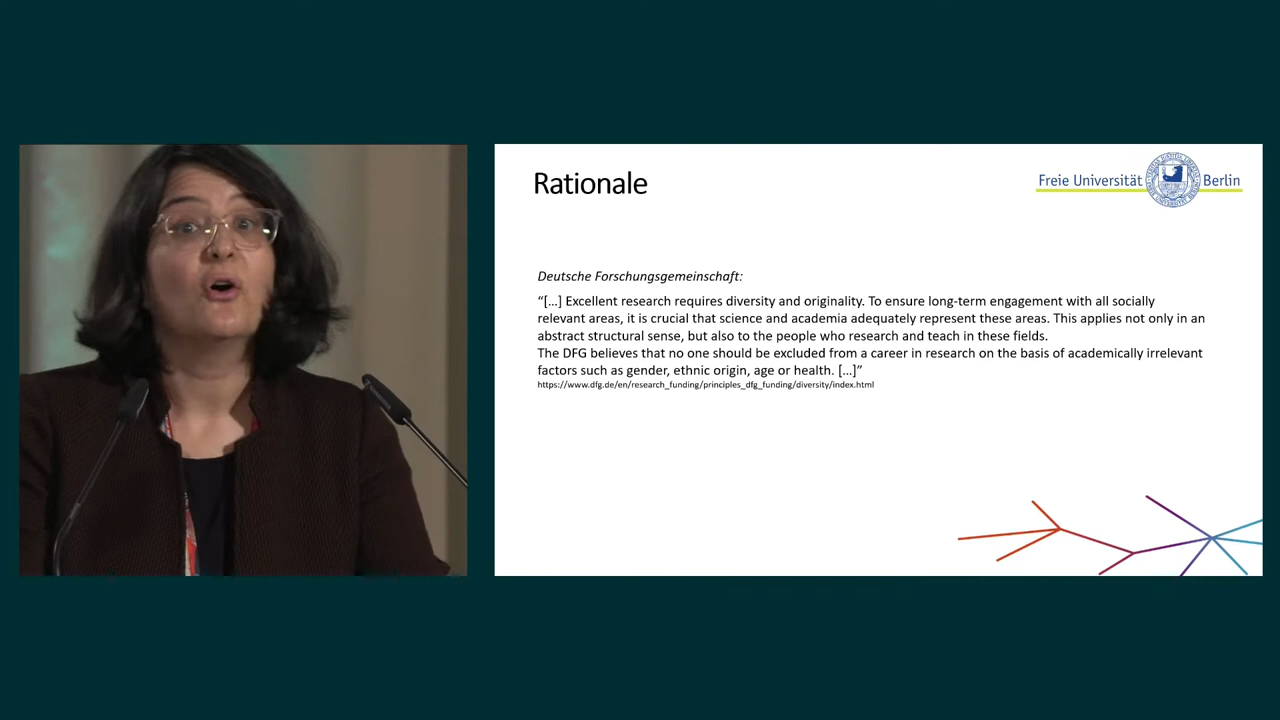 Rationale
Freie Universität Berlin
Deutsche Forschungsgemeinschaft:
“[...] Excellent research requires diversity and originality. To ensure long-term engagement with all socially
relevant areas, it is crucial that science and academia adequately represent these areas. This applies not only in an
abstract structural sense, but also to the people who research and teach in these fields.
The DFG believes that no one should be excluded from a career in research on the basis of academically irrelevant
factors such as gender, ethnic origin, age or health. [...]”
https://www.dfg.de/en/research_funding/principles_dfg_funding/diversity/index.html